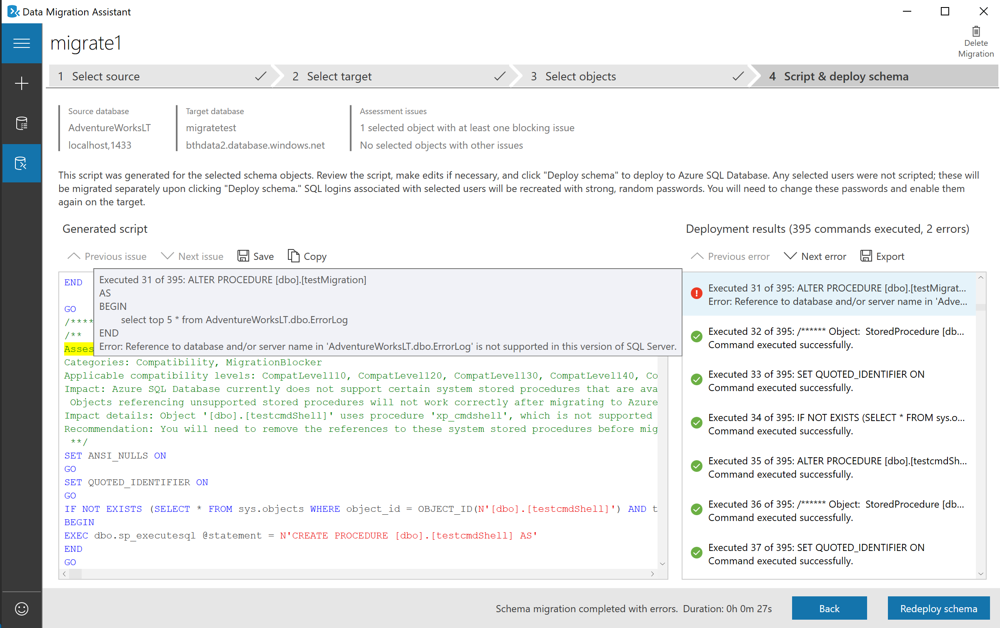 Data Migration Assistant
migrate1
Delete
Migration
1 Select source
2 Select target
3 Select objects
4 Script & deploy schema
Source database
AdventureWorksLT
localhost,1433
Target database
migratetest
bthdata2.database.windows.net
Assessment issues
1 selected object with at least one blocking issue
No selected objects with other issues
This script was generated for the selected schema objects. Review the script, make edits if necessary, and click "Deploy schema" to deploy to Azure SQL Database. Any selected users were not scripted; these will
be migrated separately upon clicking "Deploy schema." SQL logins associated with selected users will be recreated with strong, random passwords. You will need to change these passwords and enable them
again on the target.
Generated script
Previous issue
Next issue
Save
Copy
END
GO
/****
/**
Asses
Executed 31 of 395: ALTER PROCEDURE [dbo].[testMigration]
AS
BEGIN
select top 5 * from AdventureWorksLT.dbo.ErrorLog
END
Error: Reference to database and/or server name in 'AdventureWorksLT.dbo.ErrorLog' is not supported in this version of SQL Server.
Categories: Compatibility, MigrationBlocker
Applicable compatibility levels: CompatLevel110, CompatLevel120, CompatLevel130, CompatLevel140, Co
Impact: Azure SQL Database currently does not support certain system stored procedures that are ava
Objects referencing unsupported stored procedures will not work correctly after migrating to Azure
Impact details: Object '[dbo].[testcmdShell]' uses procedure 'xp_cmdshell', which is not supported
Recommendation: You will need to remove the references to these system stored procedures before mig
**/
SET ANSI_NULLS ON
GO
SET QUOTED_IDENTIFIER ON
GO
IF NOT EXISTS (SELECT * FROM sys.objects WHERE object_id = OBJECT_ID(N'[dbo].[testcmdShell]') AND t
BEGIN
EXEC dbo.sp_executesql @statement = N'CREATE PROCEDURE [dbo].[testcmdShell] AS'
END
GO
Deployment results (395 commands executed, 2 errors)
Previous error
Next error
Export
Executed 31 of 395: ALTER PROCEDURE [dbo].[testMigrat...
Error: Reference to database and/or server name in 'Adve...
Executed 32 of 395: /****** Object:  StoredProcedure [db...
Command executed successfully.
Executed 33 of 395: SET QUOTED_IDENTIFIER ON
Command executed successfully.
Executed 34 of 395: IF NOT EXISTS (SELECT * FROM sys.o...
Command executed successfully.
Executed 35 of 395: ALTER PROCEDURE [dbo].[testcmdSh...
Command executed successfully.
Executed 36 of 395: /****** Object:  StoredProcedure [db...
Command executed successfully.
Executed 37 of 395: SET QUOTED_IDENTIFIER ON
Command executed successfully.
Schema migration completed with errors.  Duration: 0h 0m 27s
Back
Redeploy schema